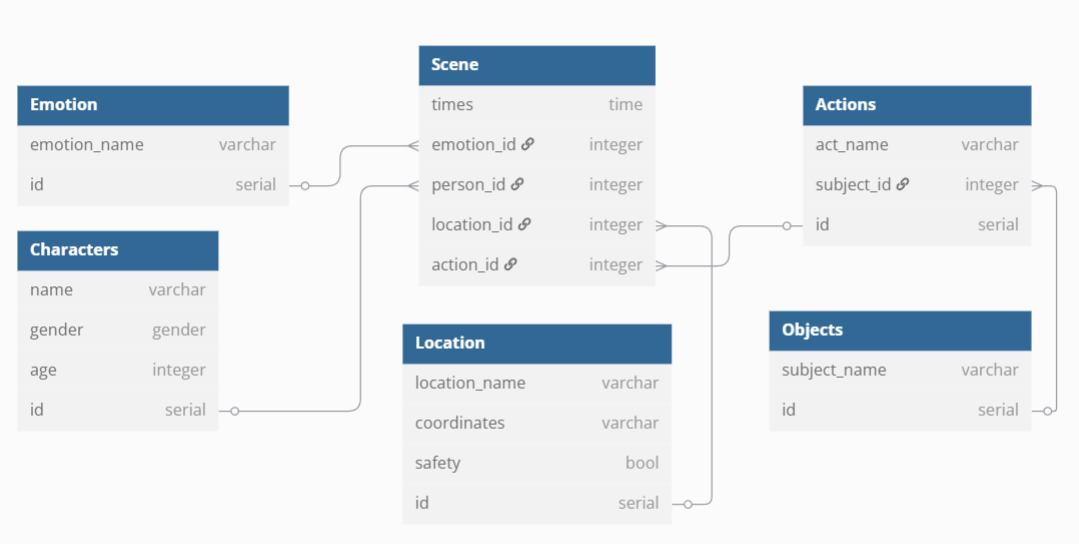 Emotion
emotion_name varchar
id serial
Characters
name varchar
gender gender
age integer
id serial
Scene
times time
emotion_id integer
person_id integer
location_id integer
action_id integer
Location
location_name varchar
coordinates varchar
safety bool
id serial
Actions
act_name varchar
subject_id integer
id serial
Objects
subject_name varchar
id serial